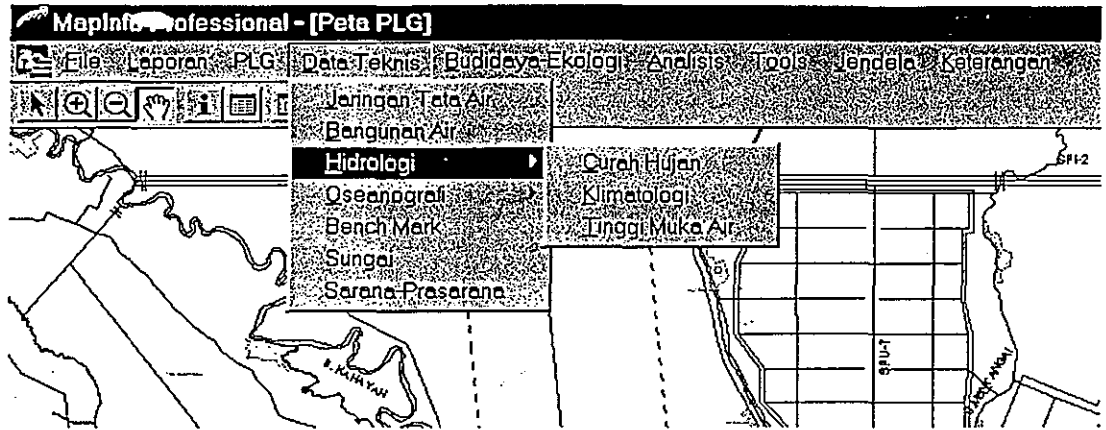 MapInfo Professional - [Peta PLG]
File Laporan PLG Data Teknis Budidaya Ekologi Analisis Tools Jendela Keterangan
Jaringan Tata Air
Bangunan Air
Hidrologi
Oseanografi
Bench Mark
Sungai
Sarana-Prasarana
Curah Hujan
Klimatologi
Tinggi Muka Air
SPI-2
SPU-7
S. KAHAYAN